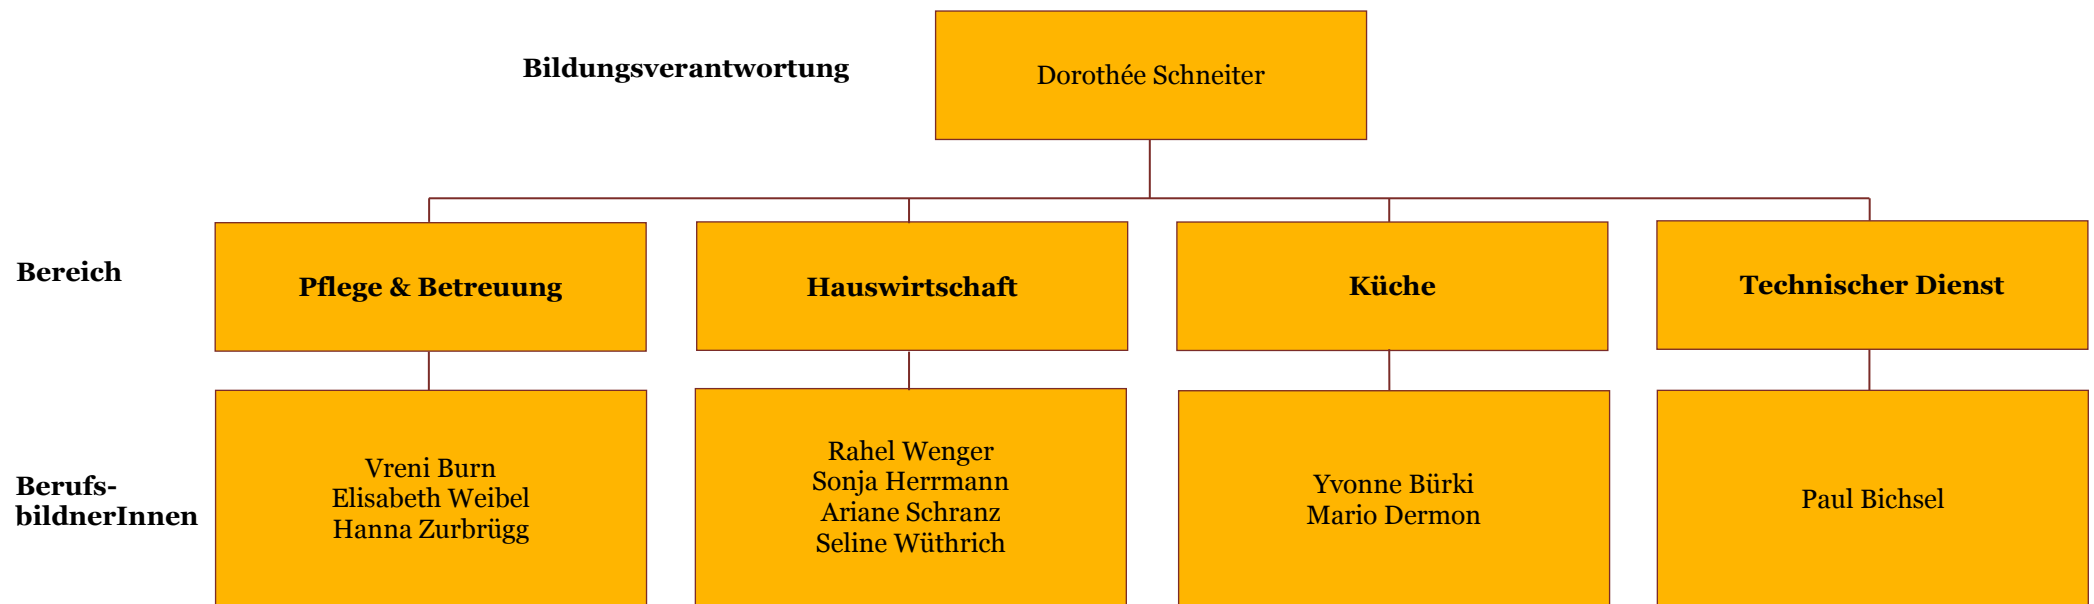 Bildungsverantwortung
Dorothée Schneiter
Bereich
Pflege & Betreuung
Hauswirtschaft
Küche
Technischer Dienst
Berufs-
bildnerInnen
Vreni Burn
Elisabeth Weibel
Hanna Zurbrügg
Rahel Wenger
Sonja Herrmann
Ariane Schranz
Seline Wüthrich
Yvonne Bürki
Mario Dermon
Paul Bichsel